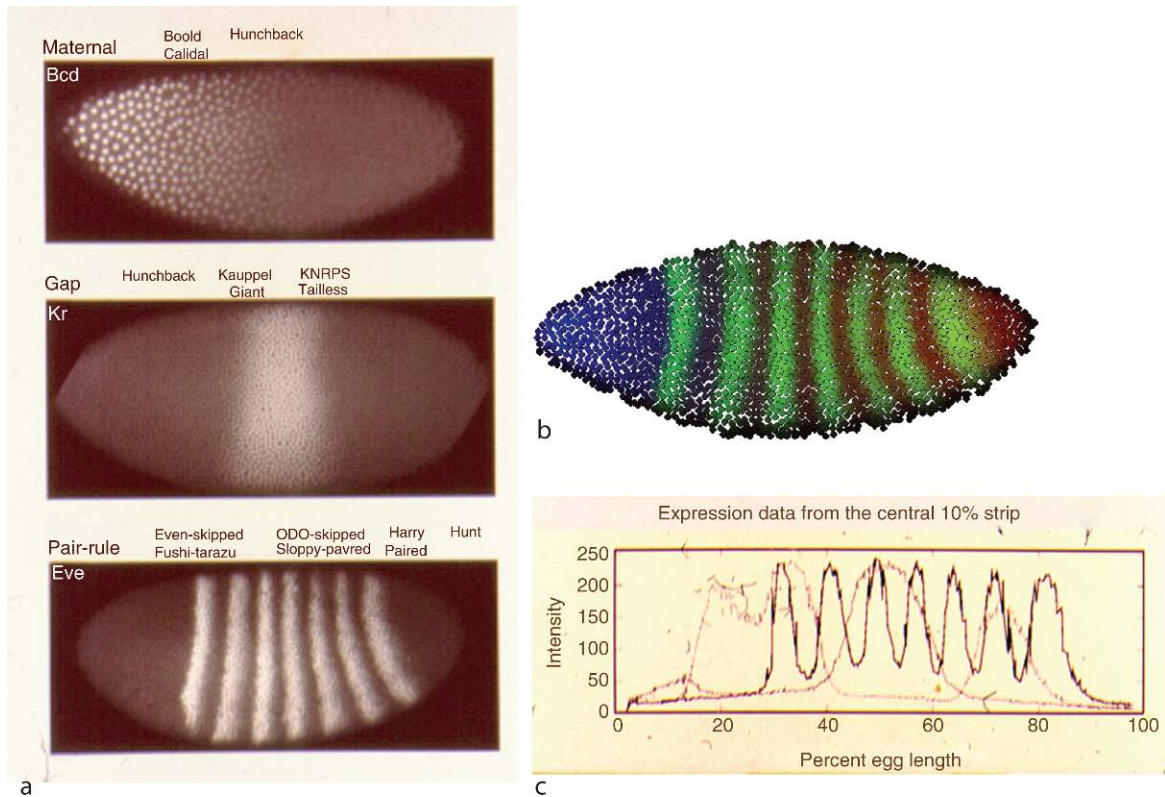 Maternal
Boold Hunchback
Calidal
Bcd
Gap
Hunchback Kauppel KNRPS
Giant Tailless
Kr
Pair-rule
Even-skipped ODO-skipped Harry Hunt
Fushi-tarazu Sloppy-pavred Paired
Eve
a
b
Expression data from the central 10% strip
Intensity
250
200
150
100
50
0
0 20 40 60 80 100
Percent egg length
c